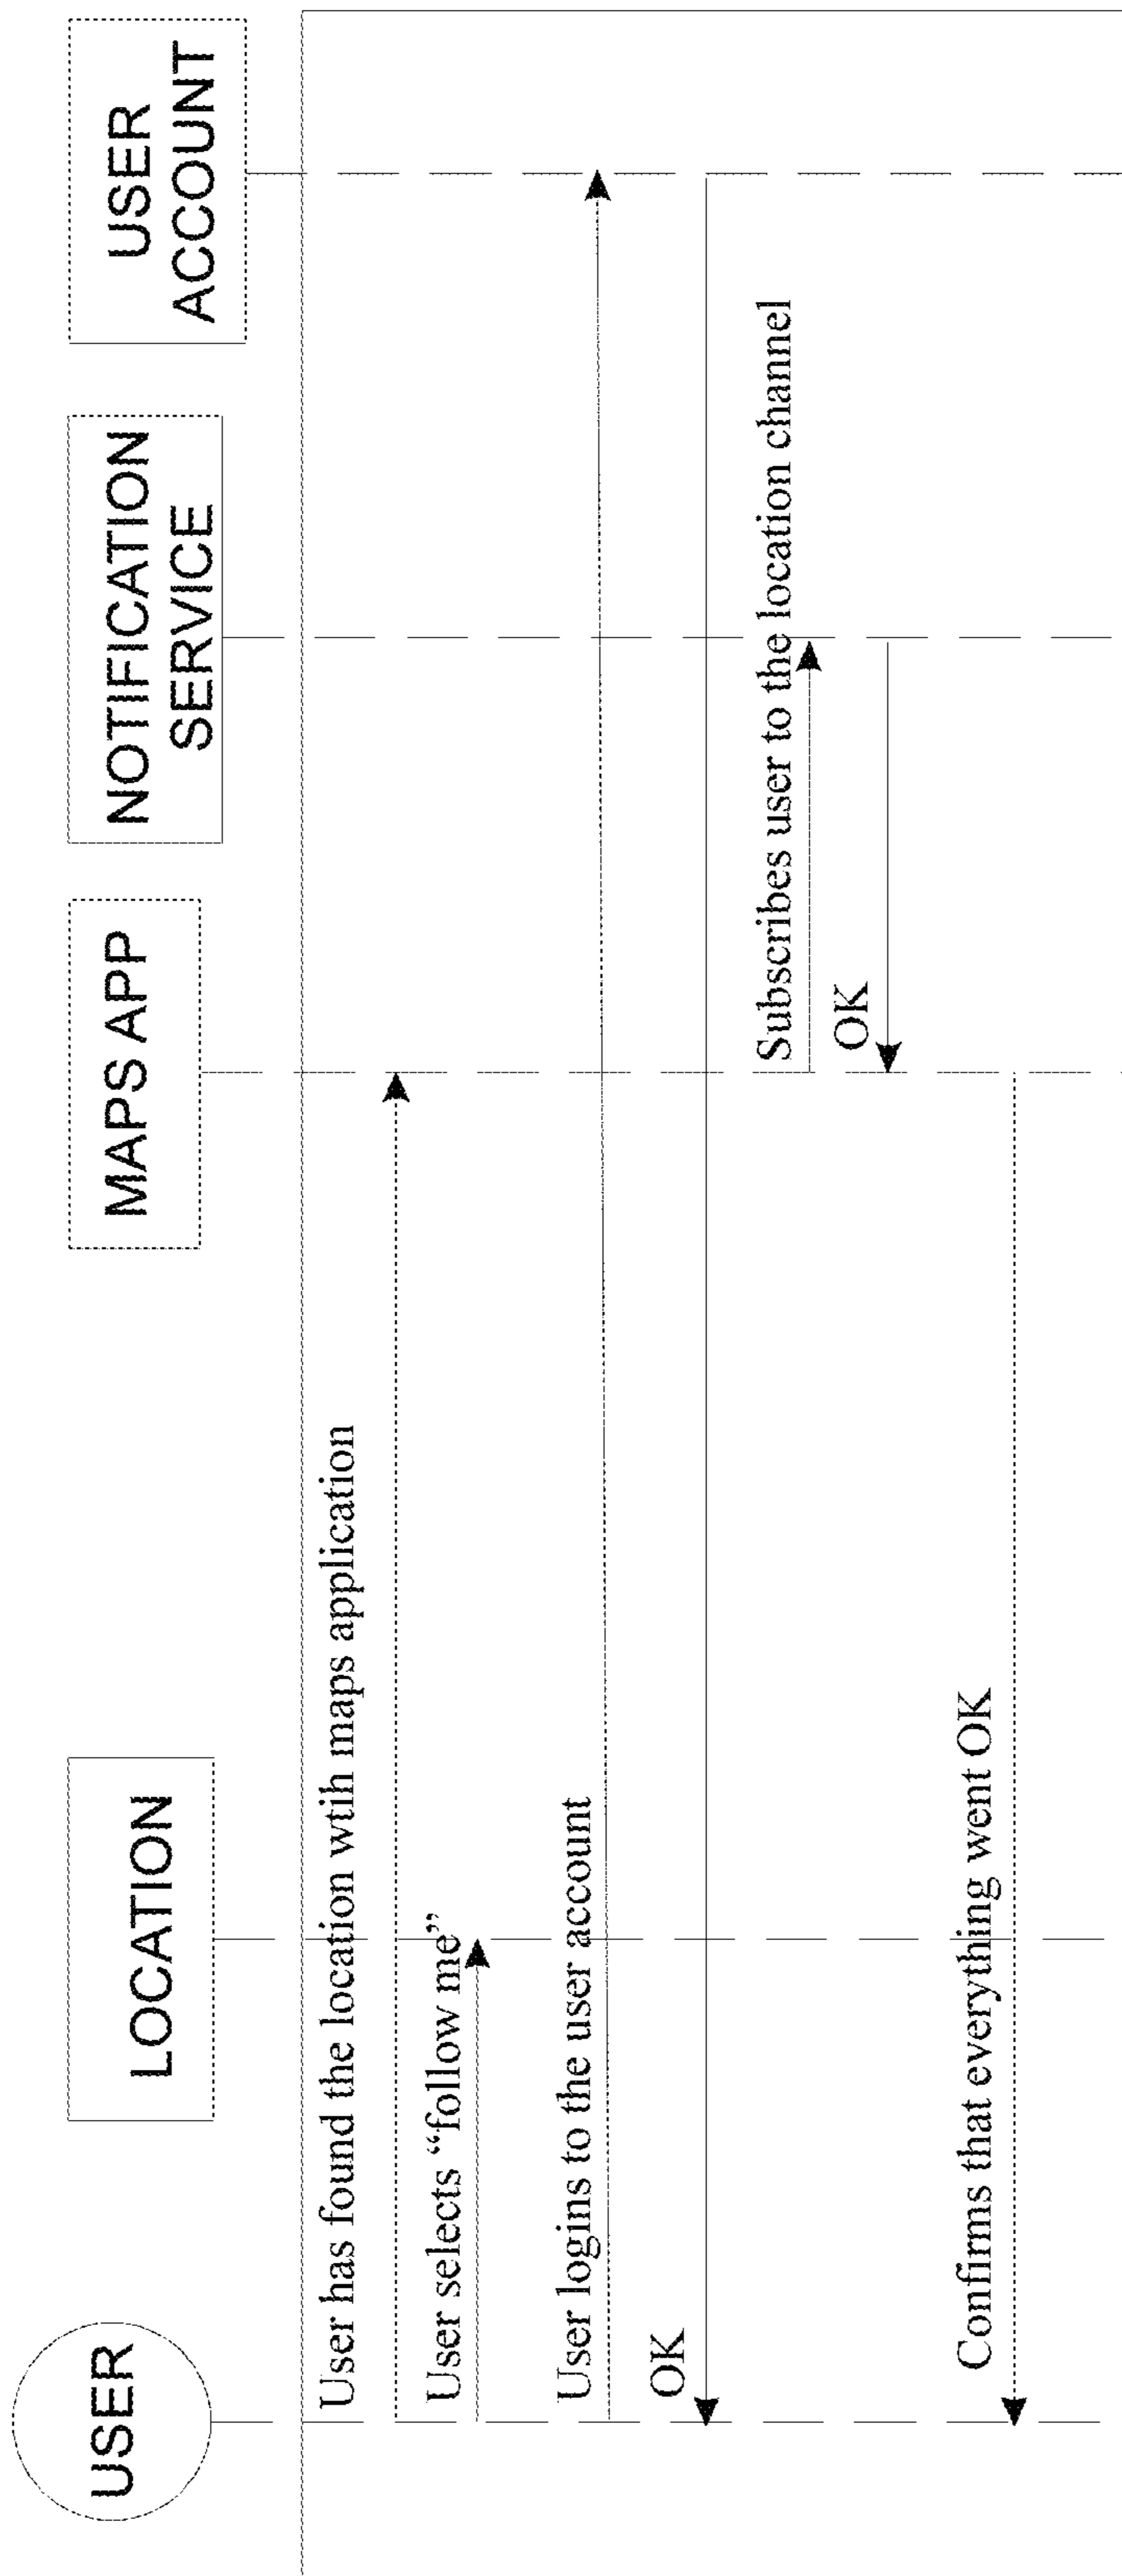 USER
LOCATION
MAPS APP
NOTIFICATION
SERVICE
USER
ACCOUNT
User has found the location wtih maps application
User selects “follow me”
User logins to the user account
OK
Subscribes user to the location channel
OK
Confirms that everything went OK